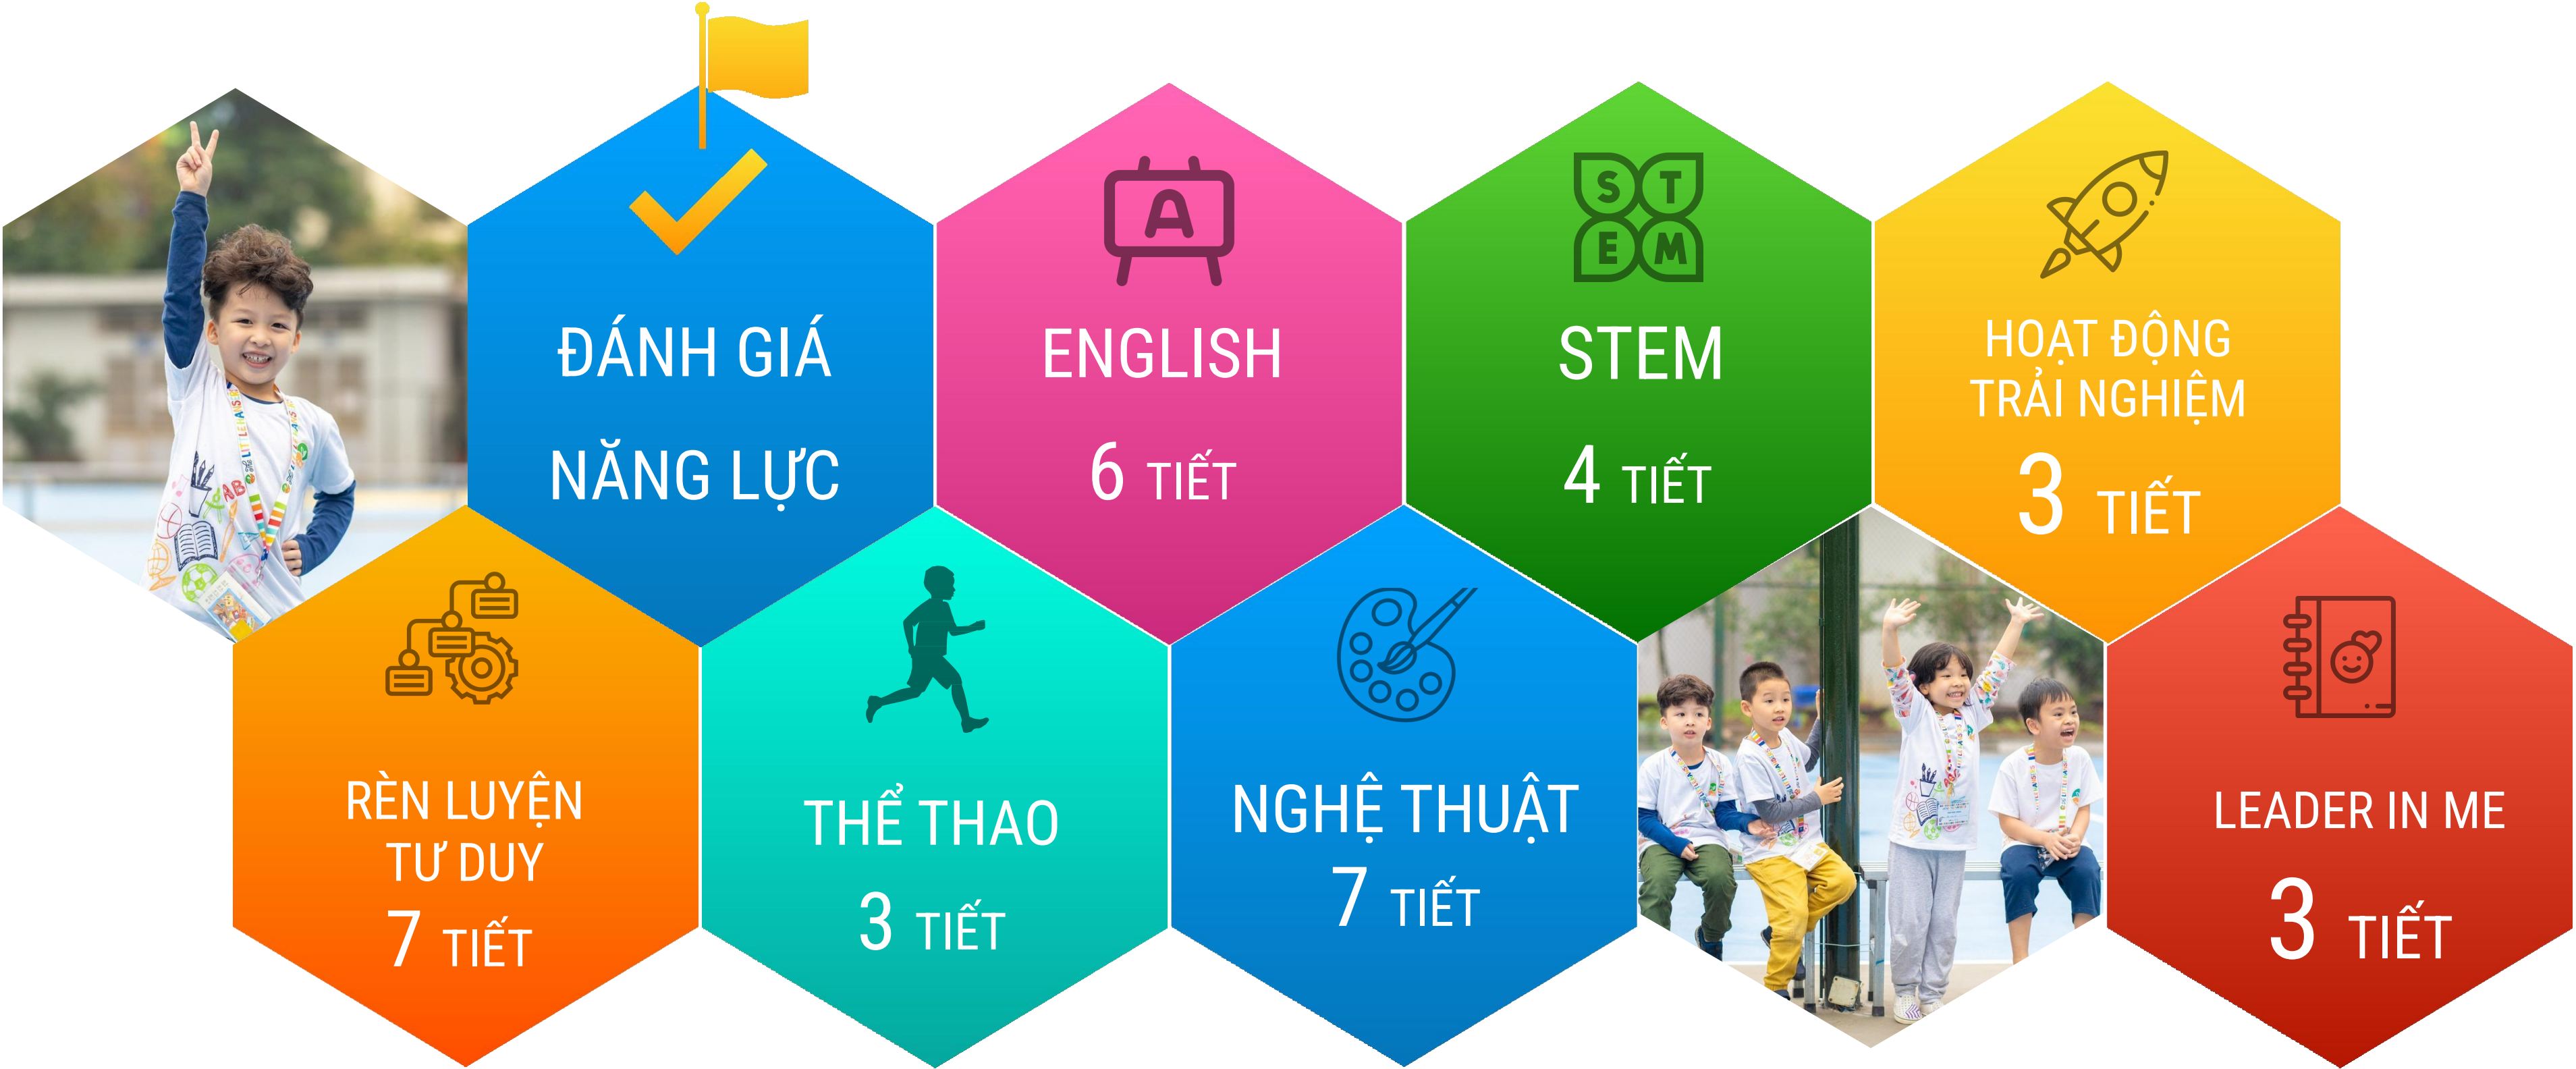 ĐÁNH GIÁ
NĂNG LỰC
A
ENGLISH
6 TIẾT
S T
E M
STEM
4 TIẾT
HOẠT ĐỘNG
TRẢI NGHIỆM
3 TIẾT
RÈN LUYỆN
TƯ DUY
7 TIẾT
THỂ THAO
3 TIẾT
NGHỆ THUẬT
7 TIẾT
LEADER IN ME
3 TIẾT